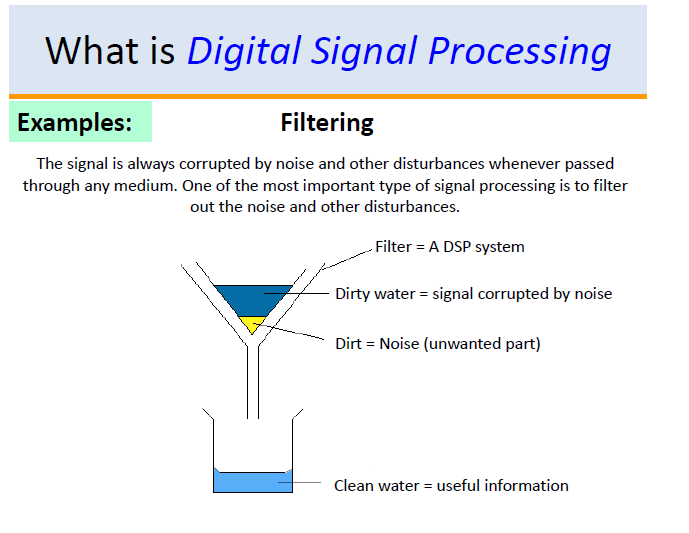 What is Digital Signal Processing
Examples:
Filtering
The signal is always corrupted by noise and other disturbances whenever passed
through any medium. One of the most important type of signal processing is to filter
out the noise and other disturbances.
Filter = A DSP system
Dirty water = signal corrupted by noise
Dirt = Noise (unwanted part)
Clean water = useful information